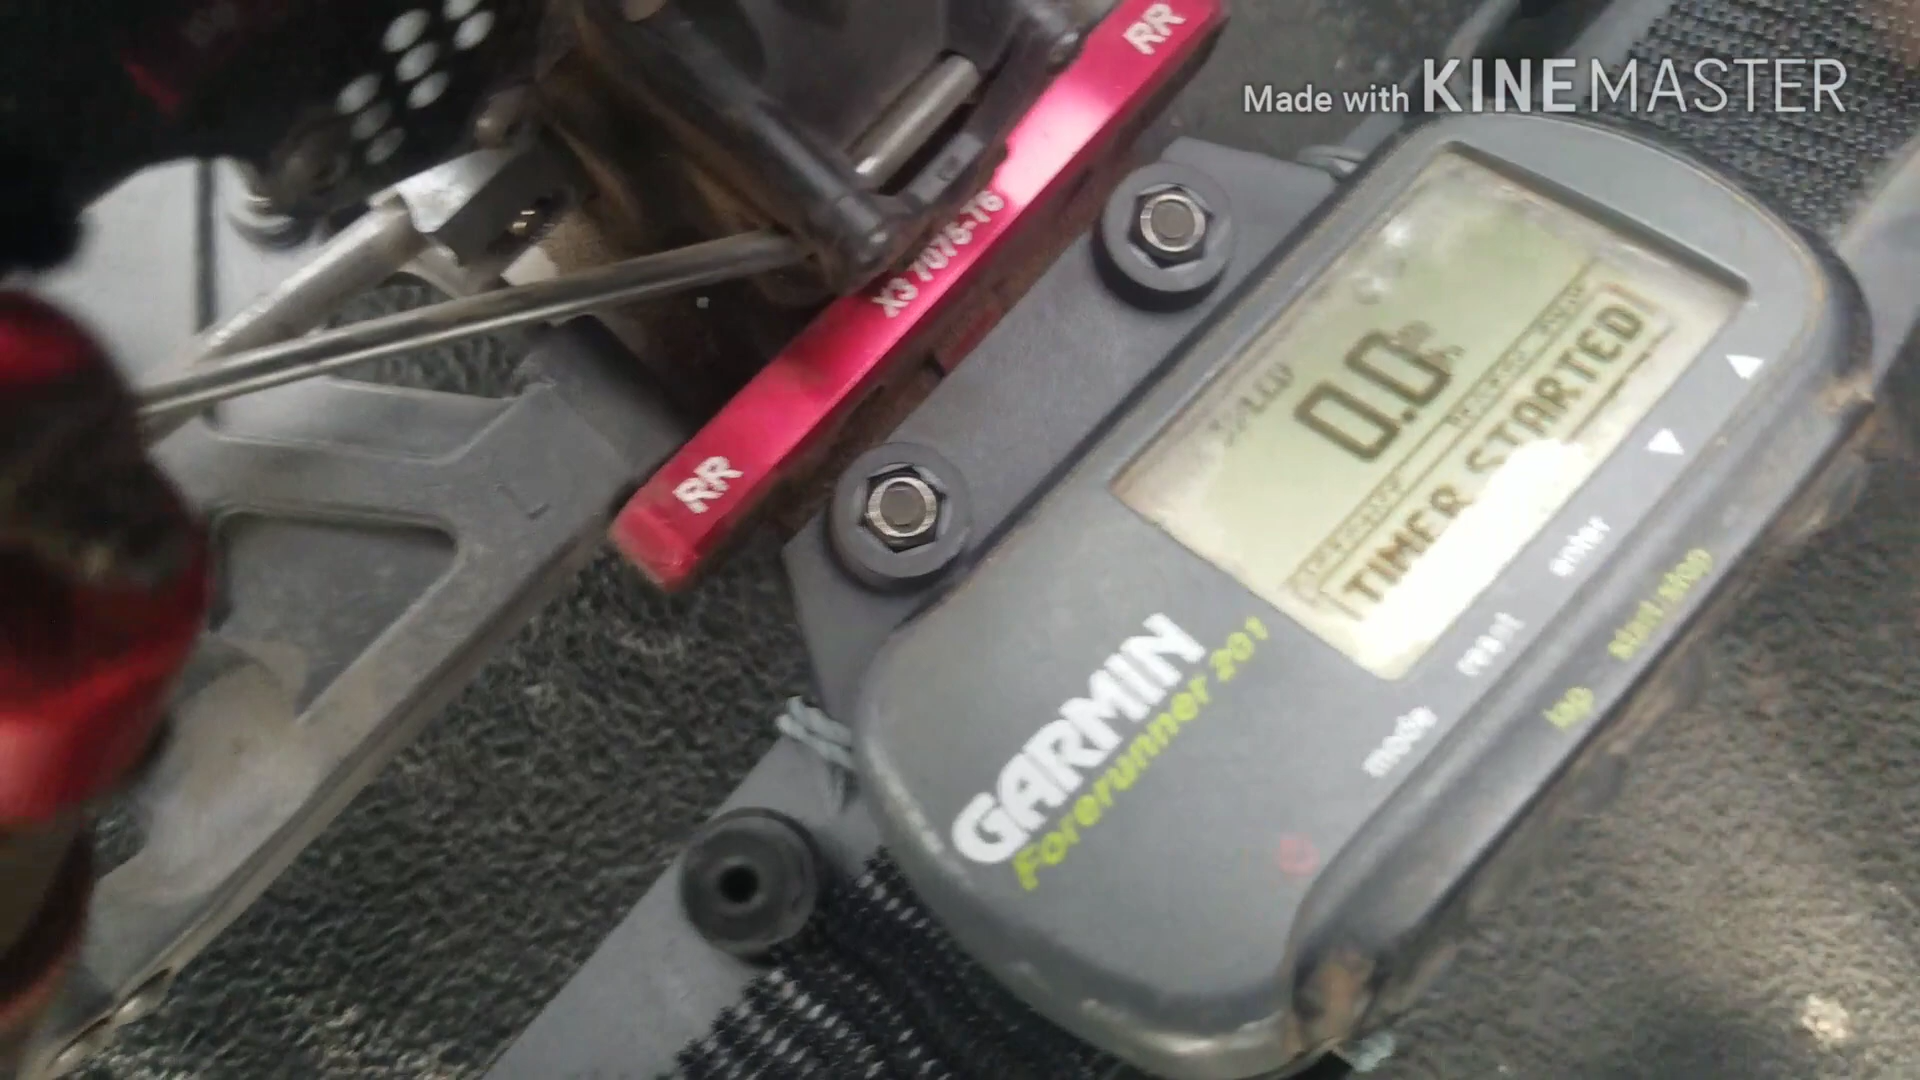 RR
Made with KINEMASTER
X3 7075-T6
RR
SPEED
0.0
TIMER STARTED
enter
reset
mode
start stop
lap
GARMIN
Forerunner 201